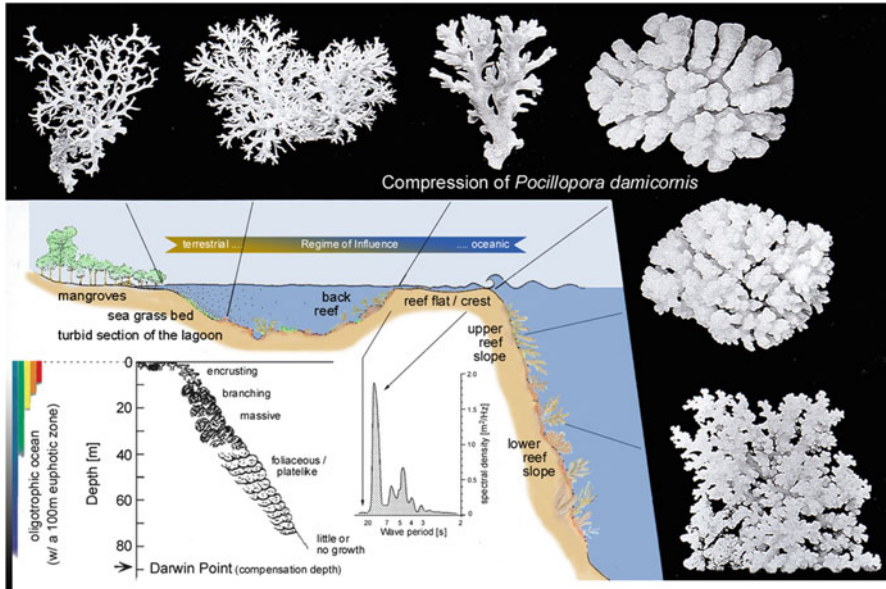 Compression of Pocillopora damicornis
terrestrial ....
Regime of Influence
.... oceanic
mangroves
sea grass bed
turbid section of the lagoon
back
reef
reef flat / crest
upper
reef
slope
lower
reef
slope
oligotrophic ocean
(w/ a 100m euphotic zone)
Depth [m]
0
20
40
60
80
encrusting
branching
massive
foliaceous /
platelike
little or
no growth
Darwin Point (compensation depth)
2.0
1.0
0.5
0
spectral density [m²/Hz]
20 7 5 4 3 2
Wave period [s]